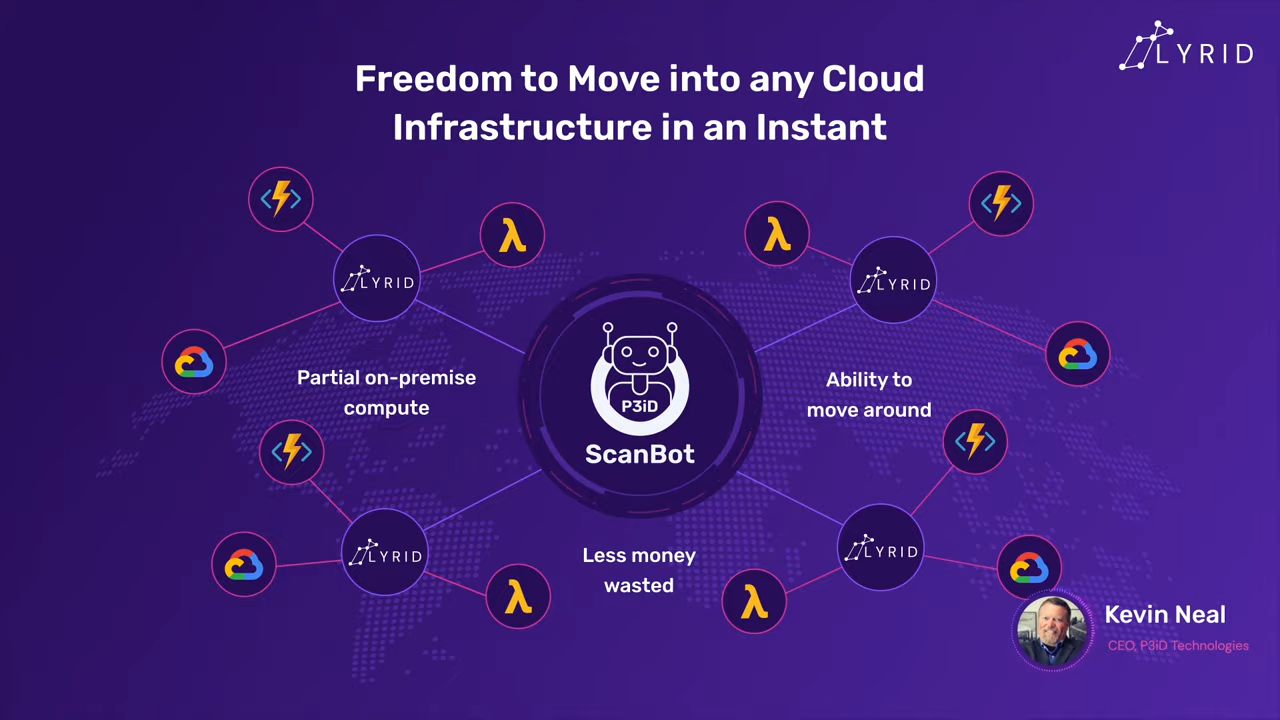 LYRID
Freedom to Move into any Cloud
Infrastructure in an Instant
λ
λ
LYRID
LYRID
Partial on-premise
compute
Ability to
move around
P3iD
ScanBot
LYRID
LYRID
Less money
wasted
λ
λ
Kevin Neal
CEO, P3iD Technologies